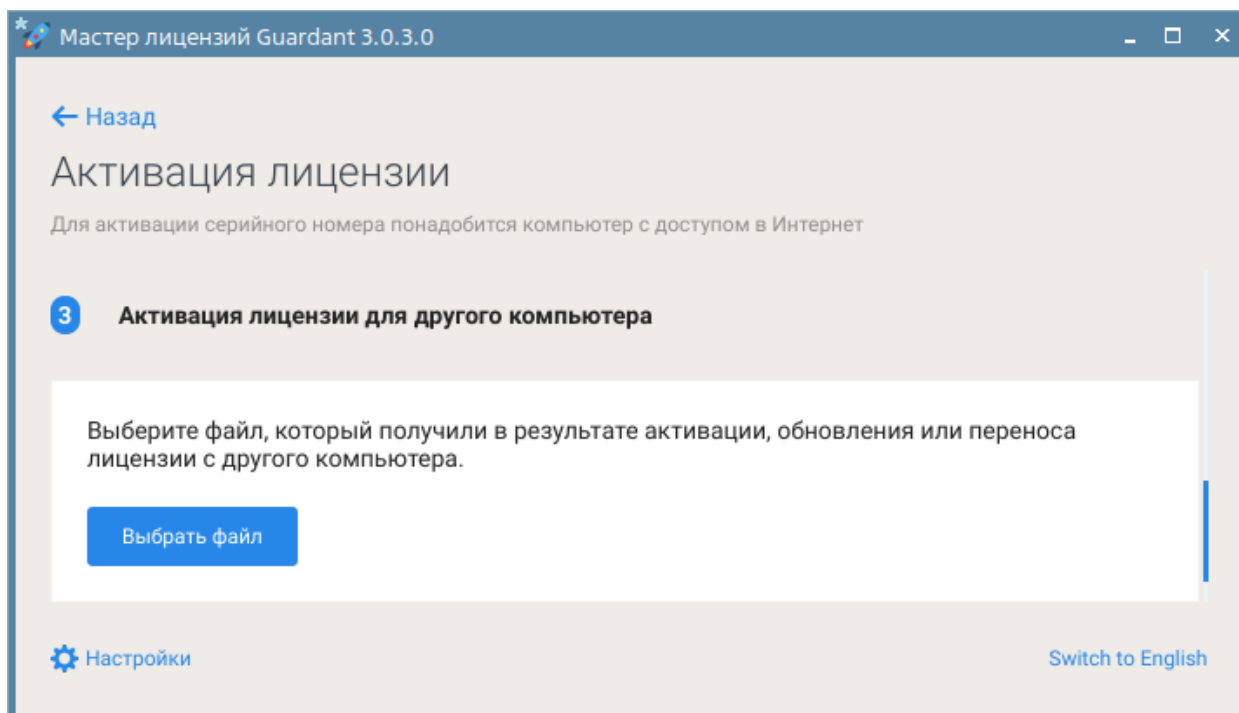 Мастер лицензий Guardant 3.0.3.0
Назад
Активация лицензии
Для активации серийного номера понадобится компьютер с доступом в Интернет
3 Активация лицензии для другого компьютера
Выберите файл, который получили в результате активации, обновления или переноса
лицензии с другого компьютера.
Выбрать файл
Настройки Switch to English